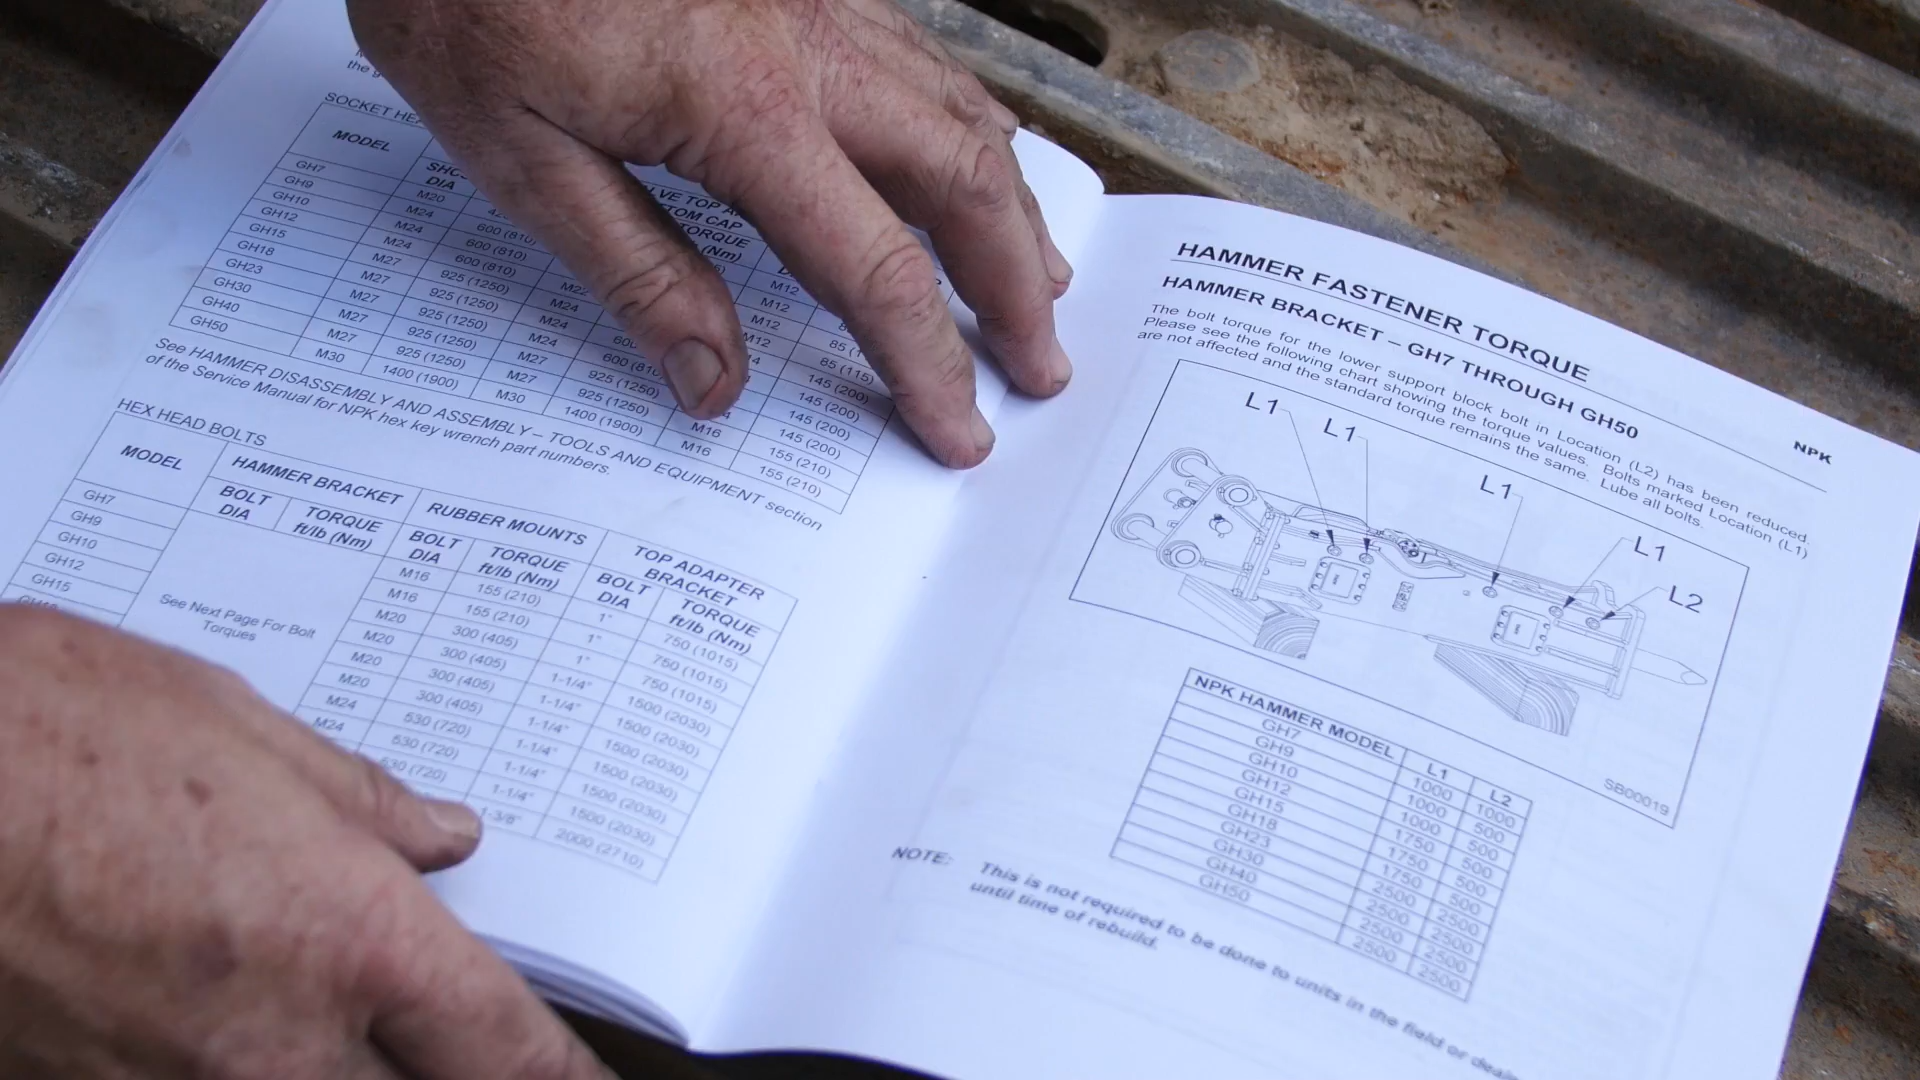 the g
SOCKET HEA
MODEL
DIA
TORQUE
GH7 M20
GH9 M24 600 (810)
GH10 M24 600 (810) M12
GH12 M24 600 (810) M12
GH15 M27 925 (1250) M24 M12
GH18 M27 925 (1250) M24 85 (115)
GH23 M27 925 (1250) M24 145 (200)
GH30 M27 925 (1250) M27 925 (1250) 145 (200)
GH40 M27 925 (1250) M27 925 (1250) M16 155 (210)
GH50 M30 1400 (1900) M30 1400 (1900) M16 155 (210)
See HAMMER DISASSEMBLY AND ASSEMBLY – TOOLS AND EQUIPMENT section
of the Service Manual for NPK hex key wrench part numbers.
HEX HEAD BOLTS
MODEL HAMMER BRACKET RUBBER MOUNTS TOP ADAPTER BRACKET
BOLT DIA TORQUE ft/lb (Nm) BOLT DIA TORQUE ft/lb (Nm) BOLT DIA TORQUE ft/lb (Nm)
GH7 M16 155 (210) 1" 750 (1015)
GH9 M16 155 (210) 1" 750 (1015)
GH10 M20 300 (405) 1" 750 (1015)
GH12 M20 300 (405) 1-1/4" 1500 (2030)
GH15 M20 300 (405) 1-1/4" 1500 (2030)
M20 530 (720) 1-1/4" 1500 (2030)
M24 530 (720) 1-1/4" 1500 (2030)
M24 530 (720) 1-1/4" 1500 (2030)
1-3/8" 2000 (2710)
See Next Page For Bolt
Torques
NPK
HAMMER FASTENER TORQUE
HAMMER BRACKET – GH7 THROUGH GH50
The bolt torque for the lower support block bolt in Location (L2) has been reduced.
Please see the following chart showing the torque values. Bolts marked Location (L1)
are not affected and the standard torque remains the same. Lube all bolts.
L1
L1
L1
L1
L2
SB00019
NPK HAMMER MODEL L1 L2
GH7 1000 1000
GH9 1000 500
GH10 1000 500
GH12 1750 500
GH15 1750 500
GH18 1750 500
GH23 2500 2500
GH30 2500 2500
GH40 2500 2500
GH50 2500 2500
NOTE: This is not required to be done to units in the field or
until time of rebuild.